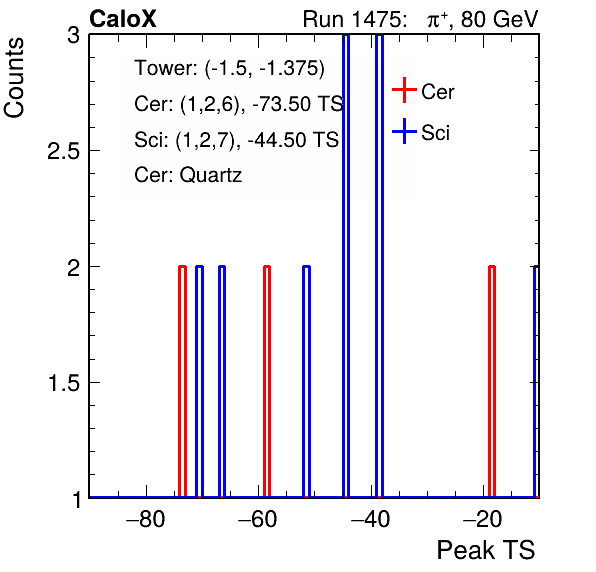 CaloX Run 1475: π⁺, 80 GeV
Counts
3
2.5
2
1.5
1
Tower: (-1.5, -1.375)
Cer: (1,2,6), -73.50 TS
Sci: (1,2,7), -44.50 TS
Cer: Quartz
Cer
Sci
−80 −60 −40 −20
Peak TS